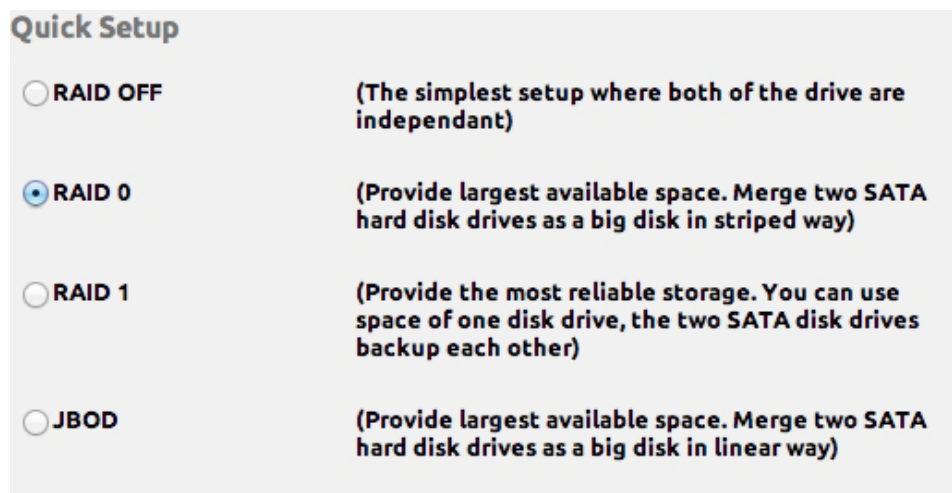 Quick Setup
RAID OFF
(The simplest setup where both of the drive are
independant)
RAID 0
(Provide largest available space. Merge two SATA
hard disk drives as a big disk in striped way)
RAID 1
(Provide the most reliable storage. You can use
space of one disk drive, the two SATA disk drives
backup each other)
JBOD
(Provide largest available space. Merge two SATA
hard disk drives as a big disk in linear way)